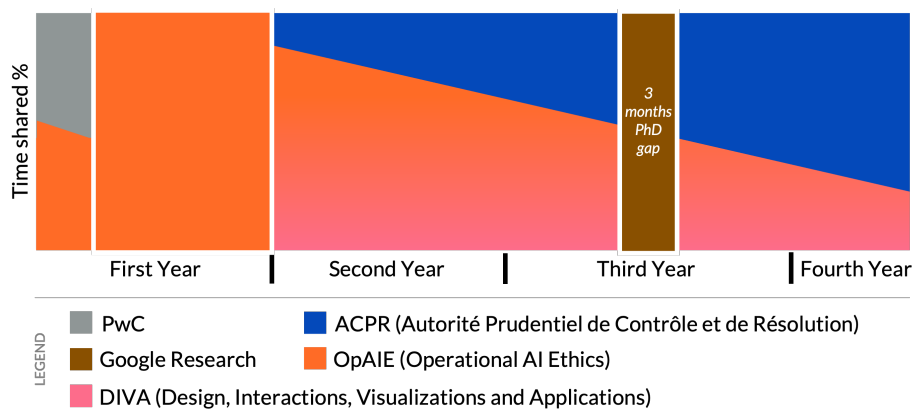 Time shared %
3
months
PhD
gap
First Year
Second Year
Third Year
Fourth Year
LEGEND
PwC
ACPR (Autorité Prudentiel de Contrôle et de Résolution)
Google Research
OpAIE (Operational AI Ethics)
DIVA (Design, Interactions, Visualizations and Applications)